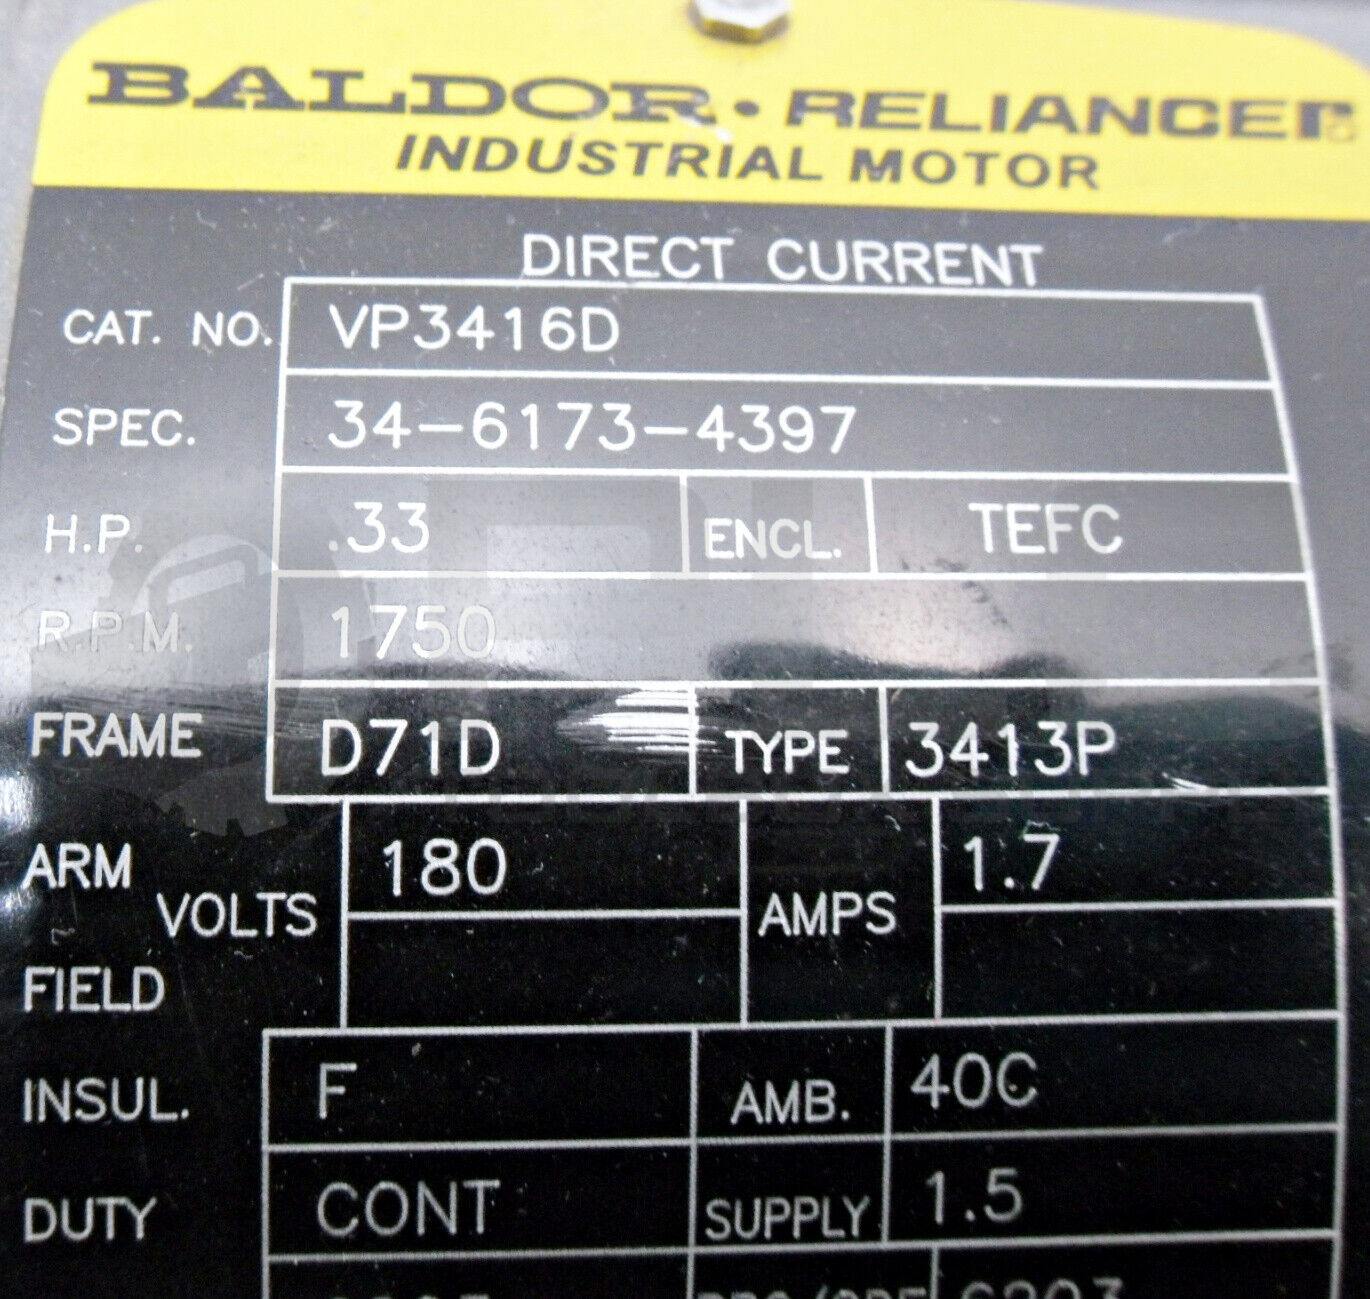 BALDOR • RELIANCER
INDUSTRIAL MOTOR
DIRECT CURRENT
CAT. NO. VP3416D
SPEC. 34-6173-4397
H.P. .33 ENCL. TEFC
R.P.M. 1750
FRAME D71D TYPE 3413P
ARM 180 1.7
VOLTS AMPS
FIELD
INSUL. F AMB. 40C
DUTY CONT SUPPLY 1.5